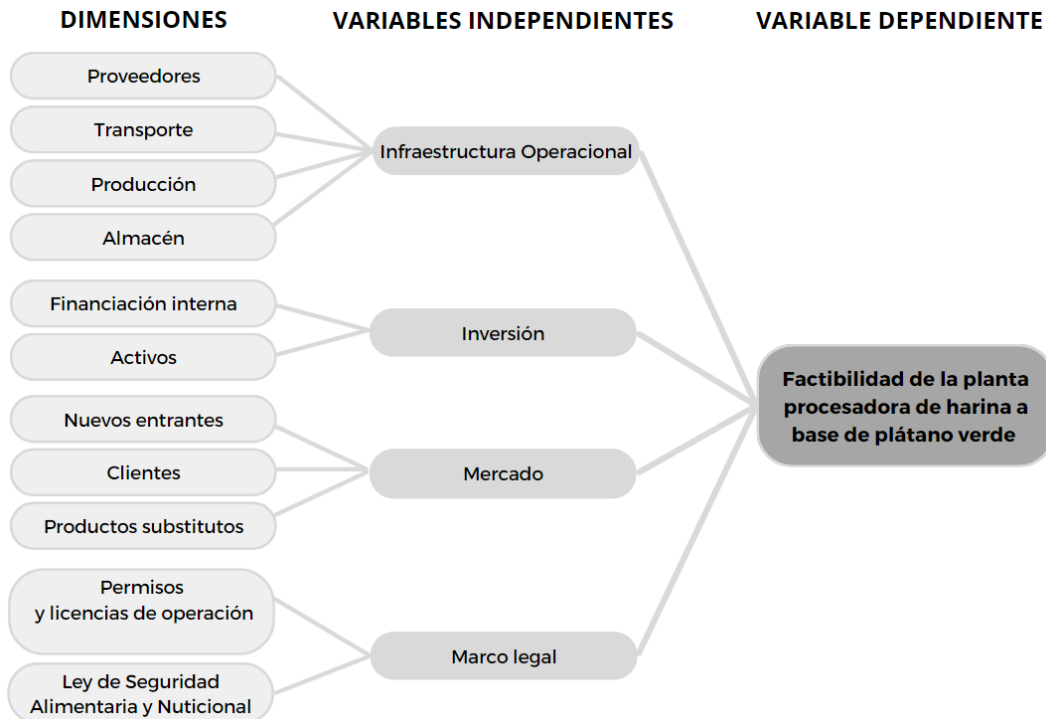 DIMENSIONES
VARIABLES INDEPENDIENTES
VARIABLE DEPENDIENTE
Proveedores
Transporte
Producción
Almacén
Infraestructura Operacional
Financiación interna
Activos
Inversión
Nuevos entrantes
Clientes
Productos substitutos
Mercado
Permisos
y licencias de operación
Ley de Seguridad
Alimentaria y Nuticional
Marco legal
Factibilidad de la planta
procesadora de harina a
base de plátano verde